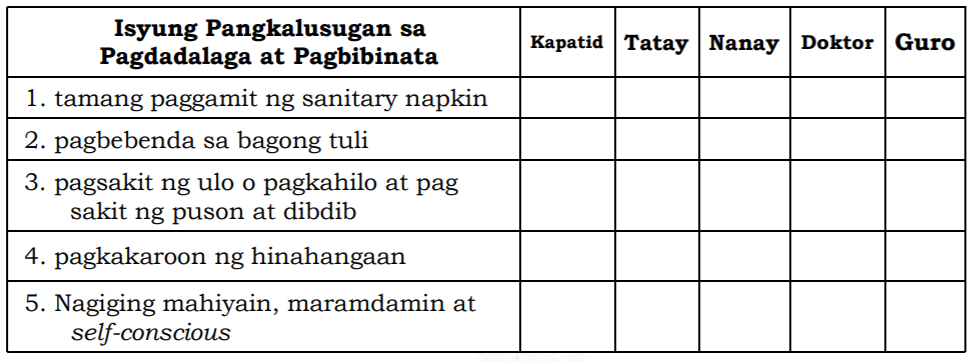 Isyung Pangkalusugan sa
Pagdadalaga at Pagbibinata
Kapatid Tatay Nanay Doktor Guro
1. tamang paggamit ng sanitary napkin
2. pagbebenda sa bagong tuli
3. pagsakit ng ulo o pagkahilo at pag
sakit ng puson at dibdib
4. pagkakaroon ng hinahangaan
5. Nagiging mahiyain, maramdamin at
self-conscious